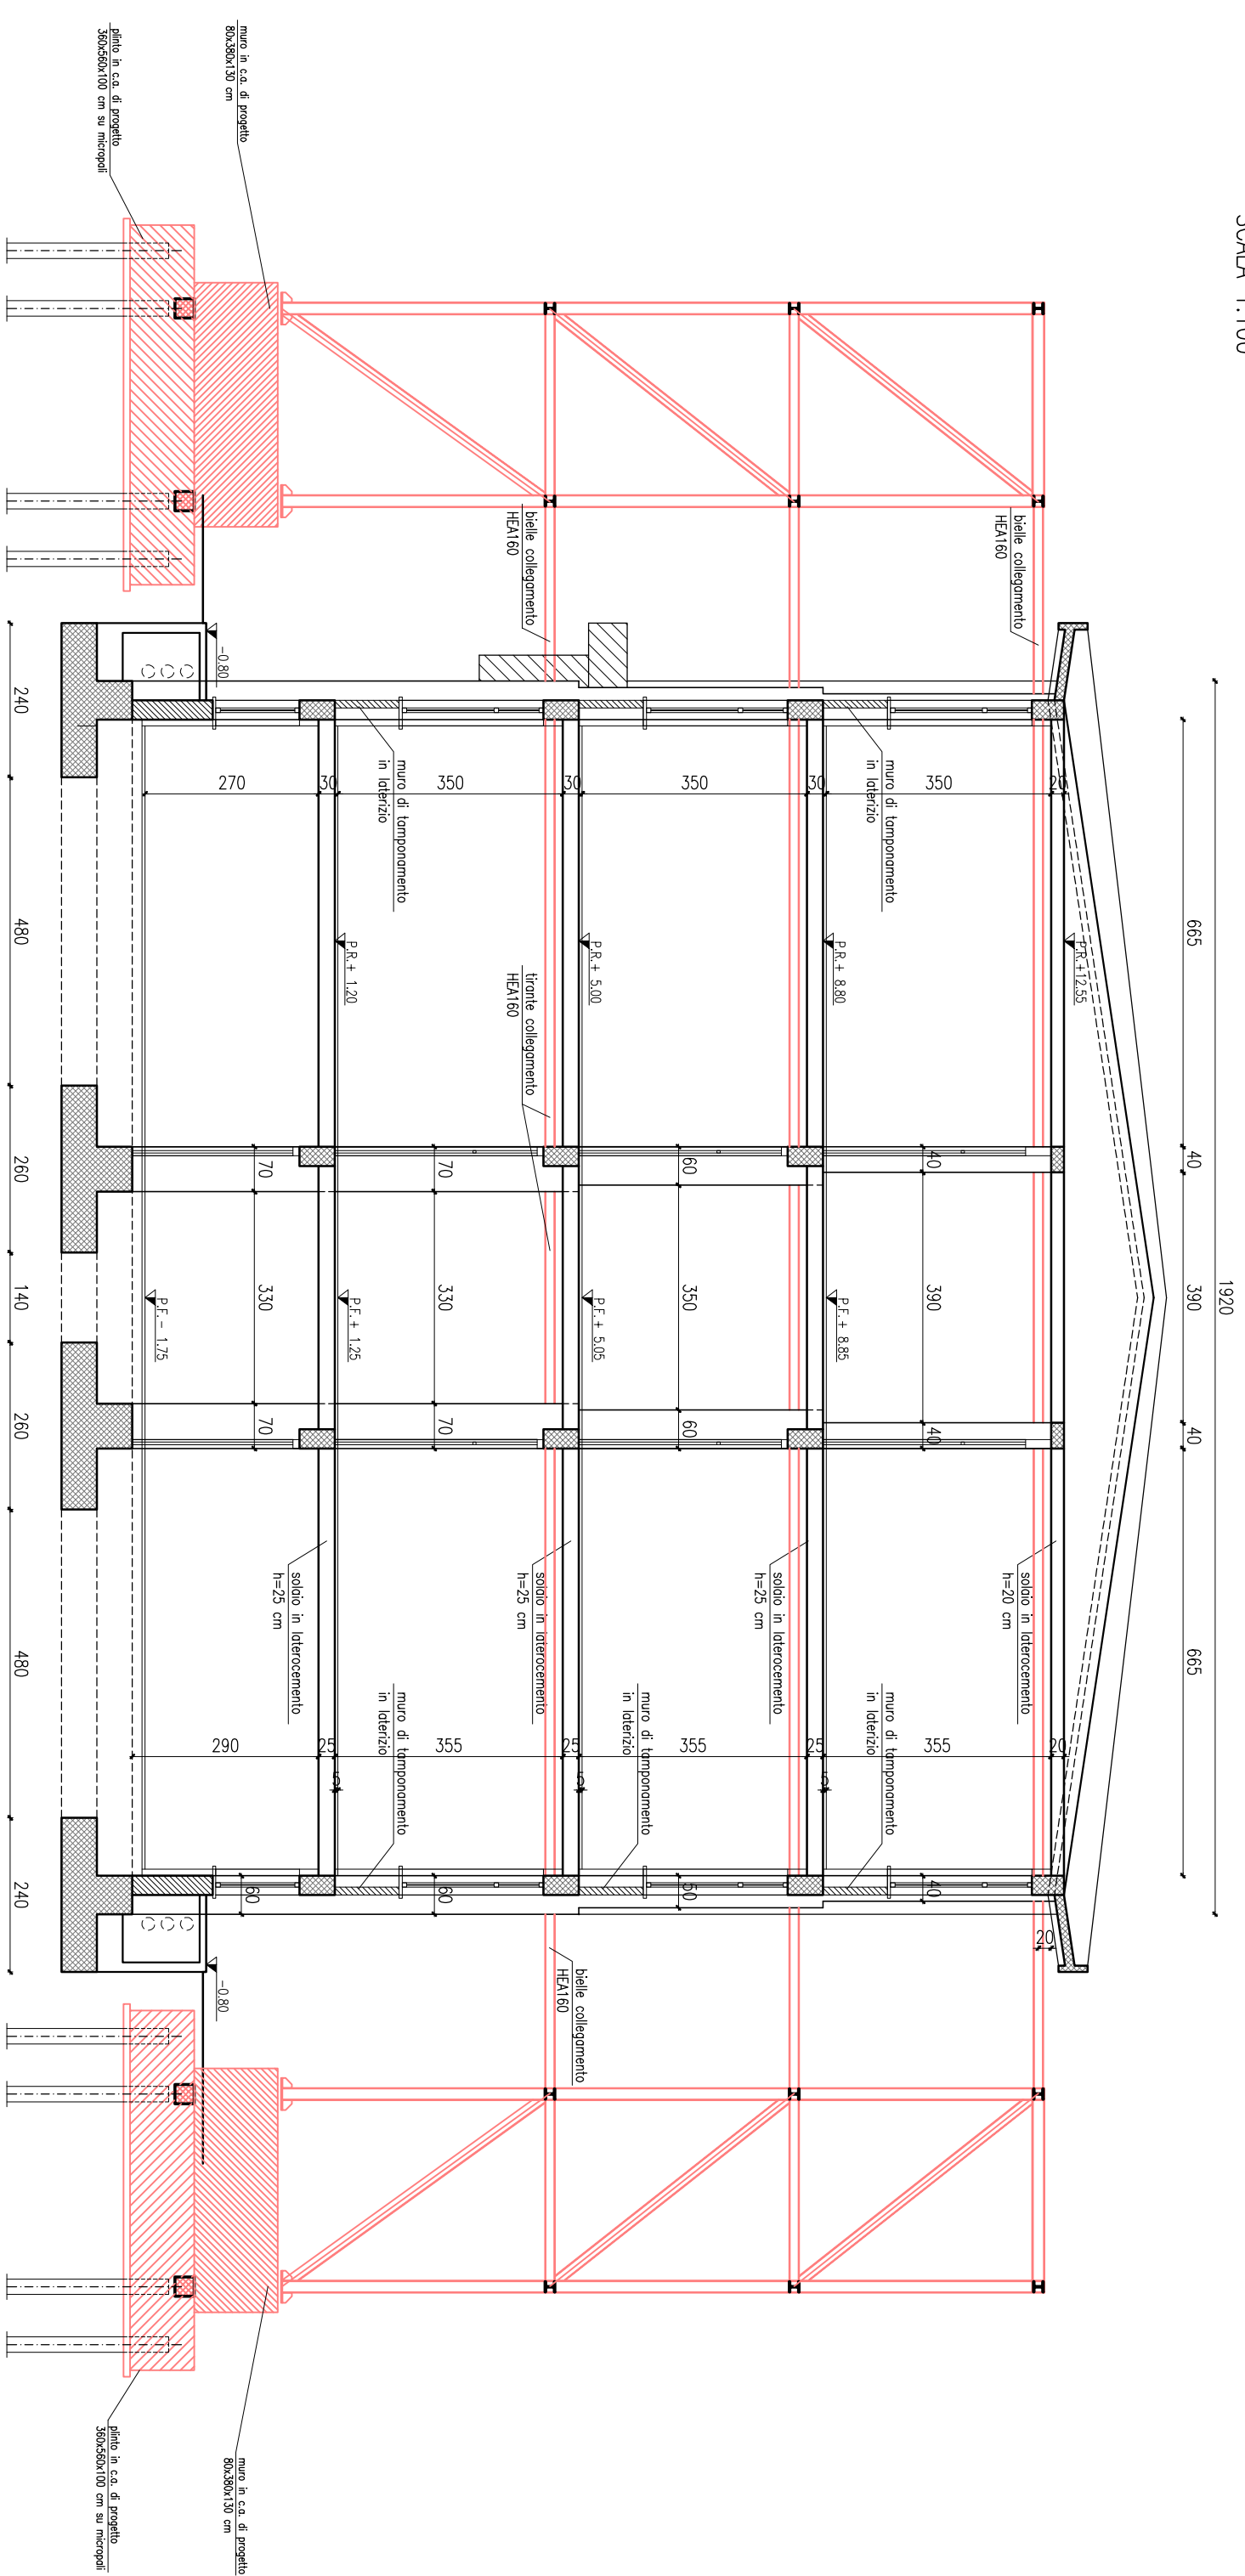 SCALA 1:100
1920
665
40
390
40
665
P.R.+12.55
20
20
20
bielle collegamento
HEA160
solaio in laterocemento
h=20 cm
350
40
390
40
355
40
muro di tamponamento
in laterizio
muro di tamponamento
in laterizio
P.R.+ 8.80
P.F.+ 8.85
30
25
5
solaio in laterocemento
h=25 cm
350
60
350
60
355
50
muro di tamponamento
in laterizio
P.R.+ 5.00
P.F.+ 5.05
30
25
5
bielle collegamento
HEA160
tirante collegamento
HEA160
solaio in laterocemento
h=25 cm
bielle collegamento
HEA160
350
70
330
70
355
60
muro di tamponamento
in laterizio
muro di tamponamento
in laterizio
P.R.+ 1.20
P.F.+ 1.25
30
25
5
solaio in laterocemento
h=25 cm
270
70
330
70
290
60
muro in c.a. di progetto
80x380x130 cm
muro in c.a. di progetto
80x380x130 cm
-0.80
-0.80
P.F.- 1.75
plinto in c.a. di progetto
360x560x100 cm su micropali
plinto in c.a. di progetto
360x560x100 cm su micropali
240
480
260
140
260
480
240